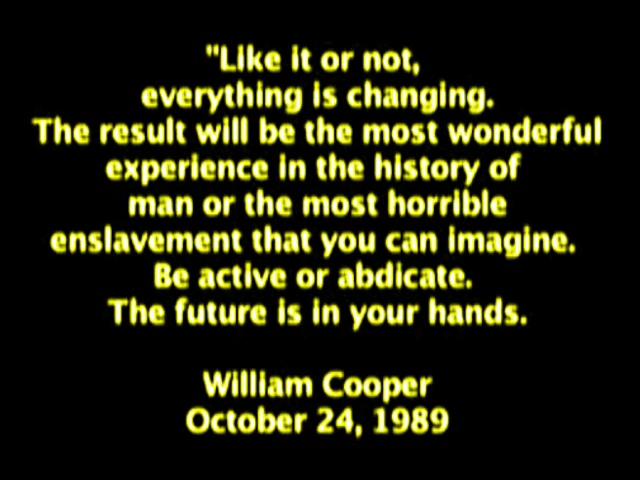 "Like it or not,
everything is changing.
The result will be the most wonderful
experience in the history of
man or the most horrible
enslavement that you can imagine.
Be active or abdicate.
The future is in your hands.
William Cooper
October 24, 1989